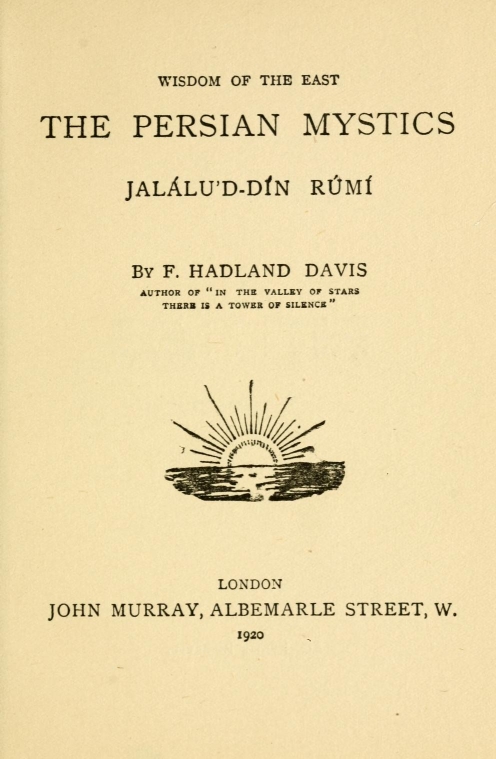 WISDOM OF THE EAST
THE PERSIAN MYSTICS
JALÁLU'D-DÍN RÚMÍ
BY F. HADLAND DAVIS
AUTHOR OF "IN THE VALLEY OF STARS
THERE IS A TOWER OF SILENCE"
LONDON
JOHN MURRAY, ALBEMARLE STREET, W.
1920